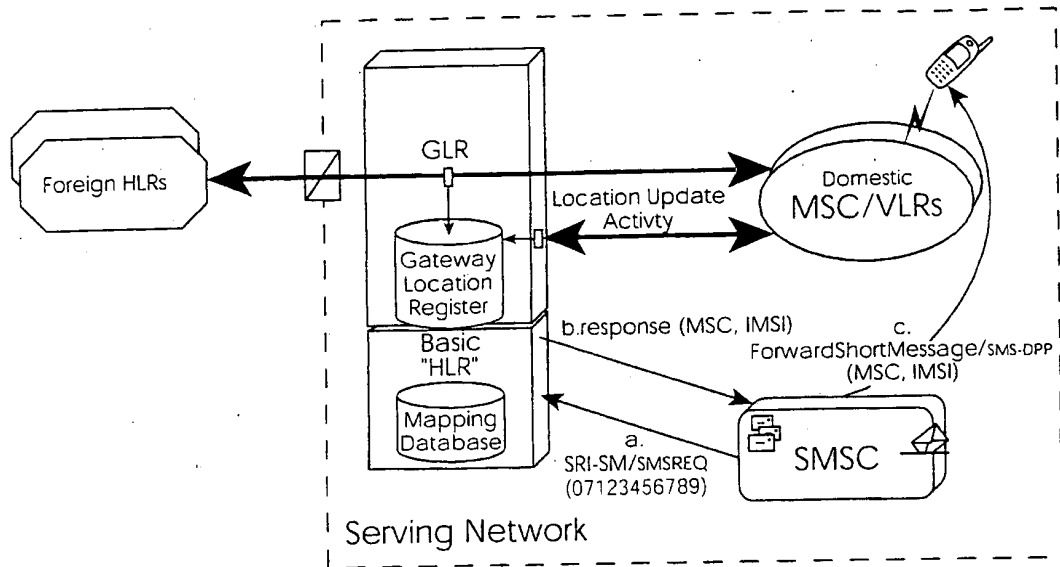 GLR
Foreign HLRs
Domestic
MSC/VLRs
Location Update
Activty
Gateway
Location
Register
b.response (MSC, IMSI)
c.
ForwardShortMessage/SMS-DPP
(MSC, IMSI)
Basic
"HLR"
Mapping
Database
a.
SRI-SM/SMSREQ
(07123456789)
SMSC
Serving Network